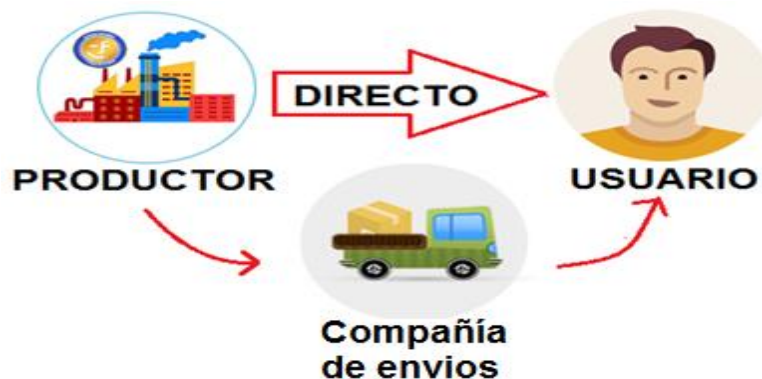 DIRECTO
PRODUCTOR
USUARIO
Compañía
de envios